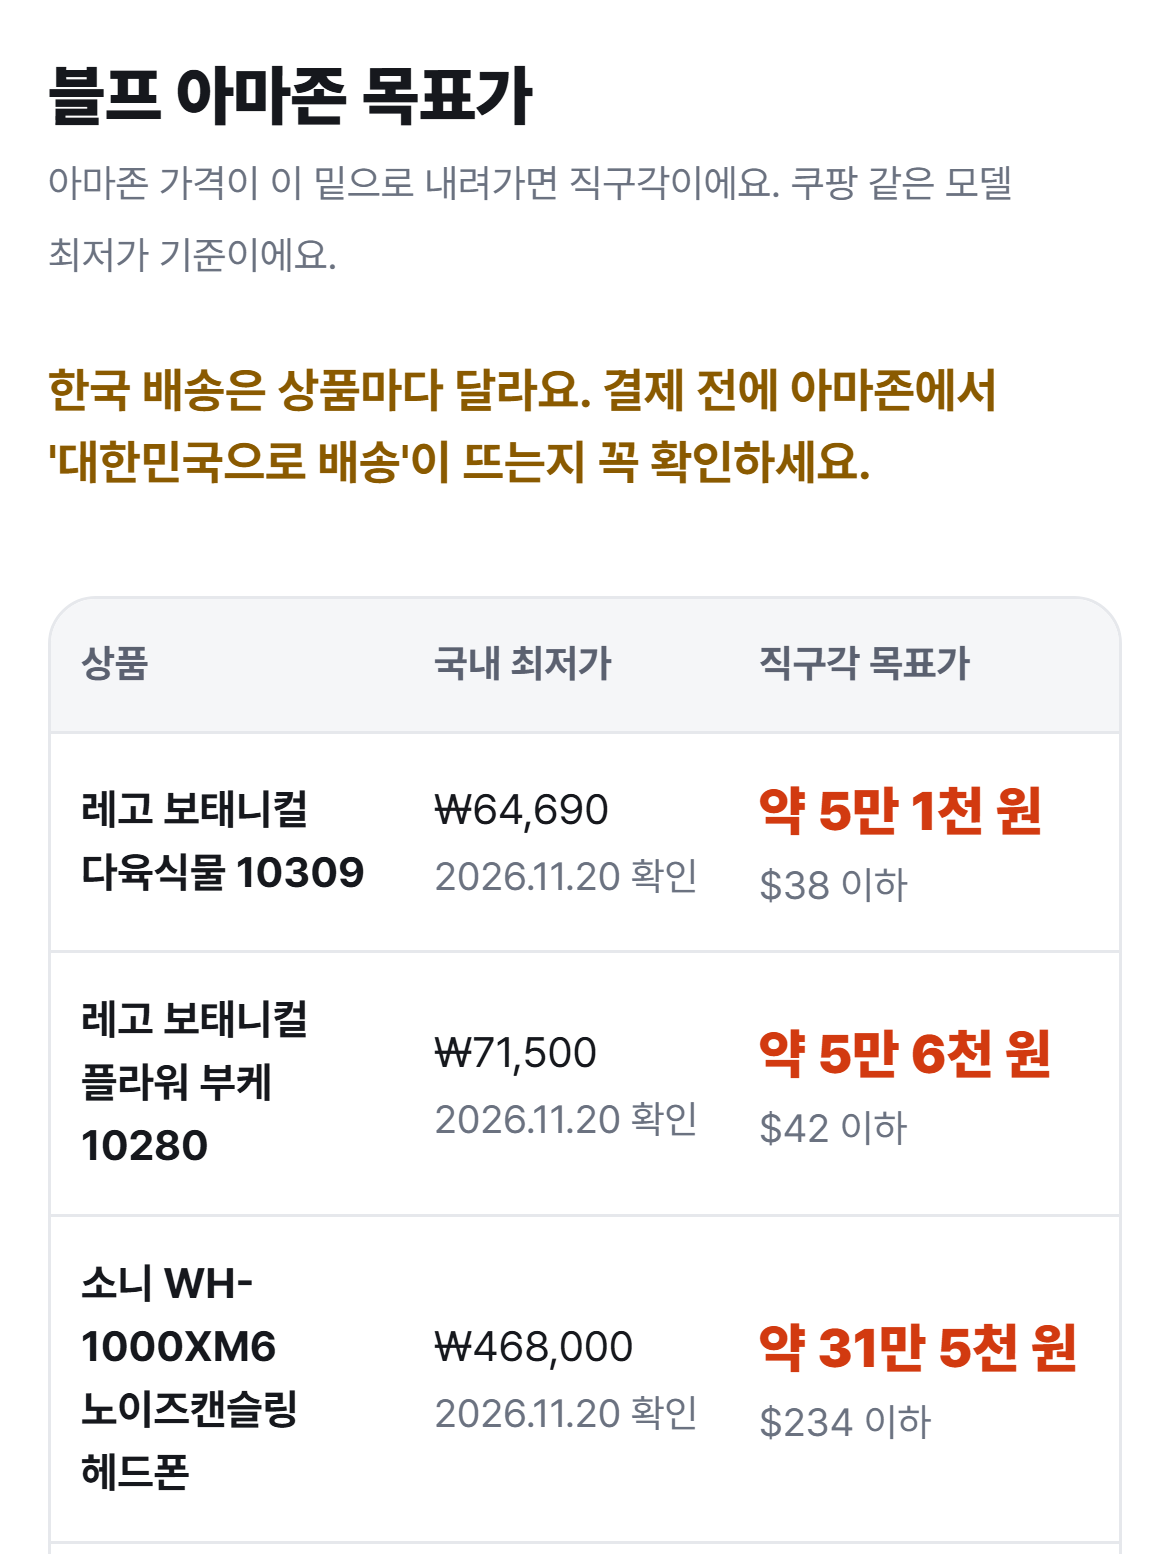 블프 아마존 목표가
아마존 가격이 이 밑으로 내려가면 직구각이에요. 쿠팡 같은 모델
최저가 기준이에요.
한국 배송은 상품마다 달라요. 결제 전에 아마존에서
'대한민국으로 배송'이 뜨는지 꼭 확인하세요.
상품 국내 최저가 직구각 목표가
레고 보태니컬
다육식물 10309
₩64,690
2026.11.20 확인
약 5만 1천 원
$38 이하
레고 보태니컬
플라워 부케
10280
₩71,500
2026.11.20 확인
약 5만 6천 원
$42 이하
소니 WH-
1000XM6
노이즈캔슬링
헤드폰
₩468,000
2026.11.20 확인
약 31만 5천 원
$234 이하